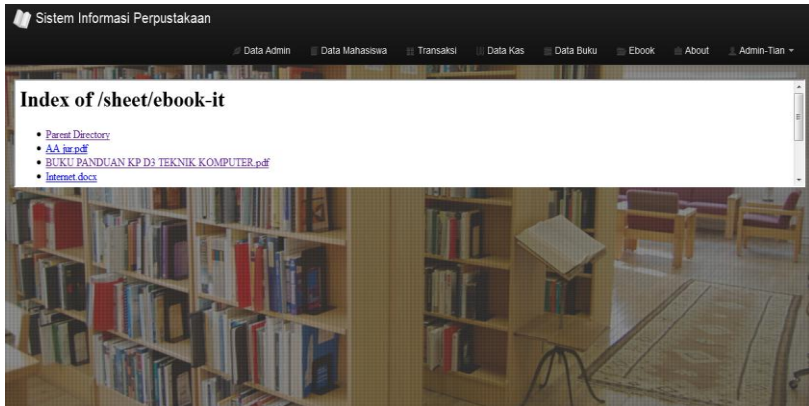 Sistem Informasi Perpustakaan
Data Admin Data Mahasiswa Transaksi Data Kas Data Buku Ebook About Admin-Tian
Index of /sheet/ebook-it
Parent Directory
AA jur.pdf
BUKU PANDUAN KP D3 TEKNIK KOMPUTER.pdf
Internet.docx